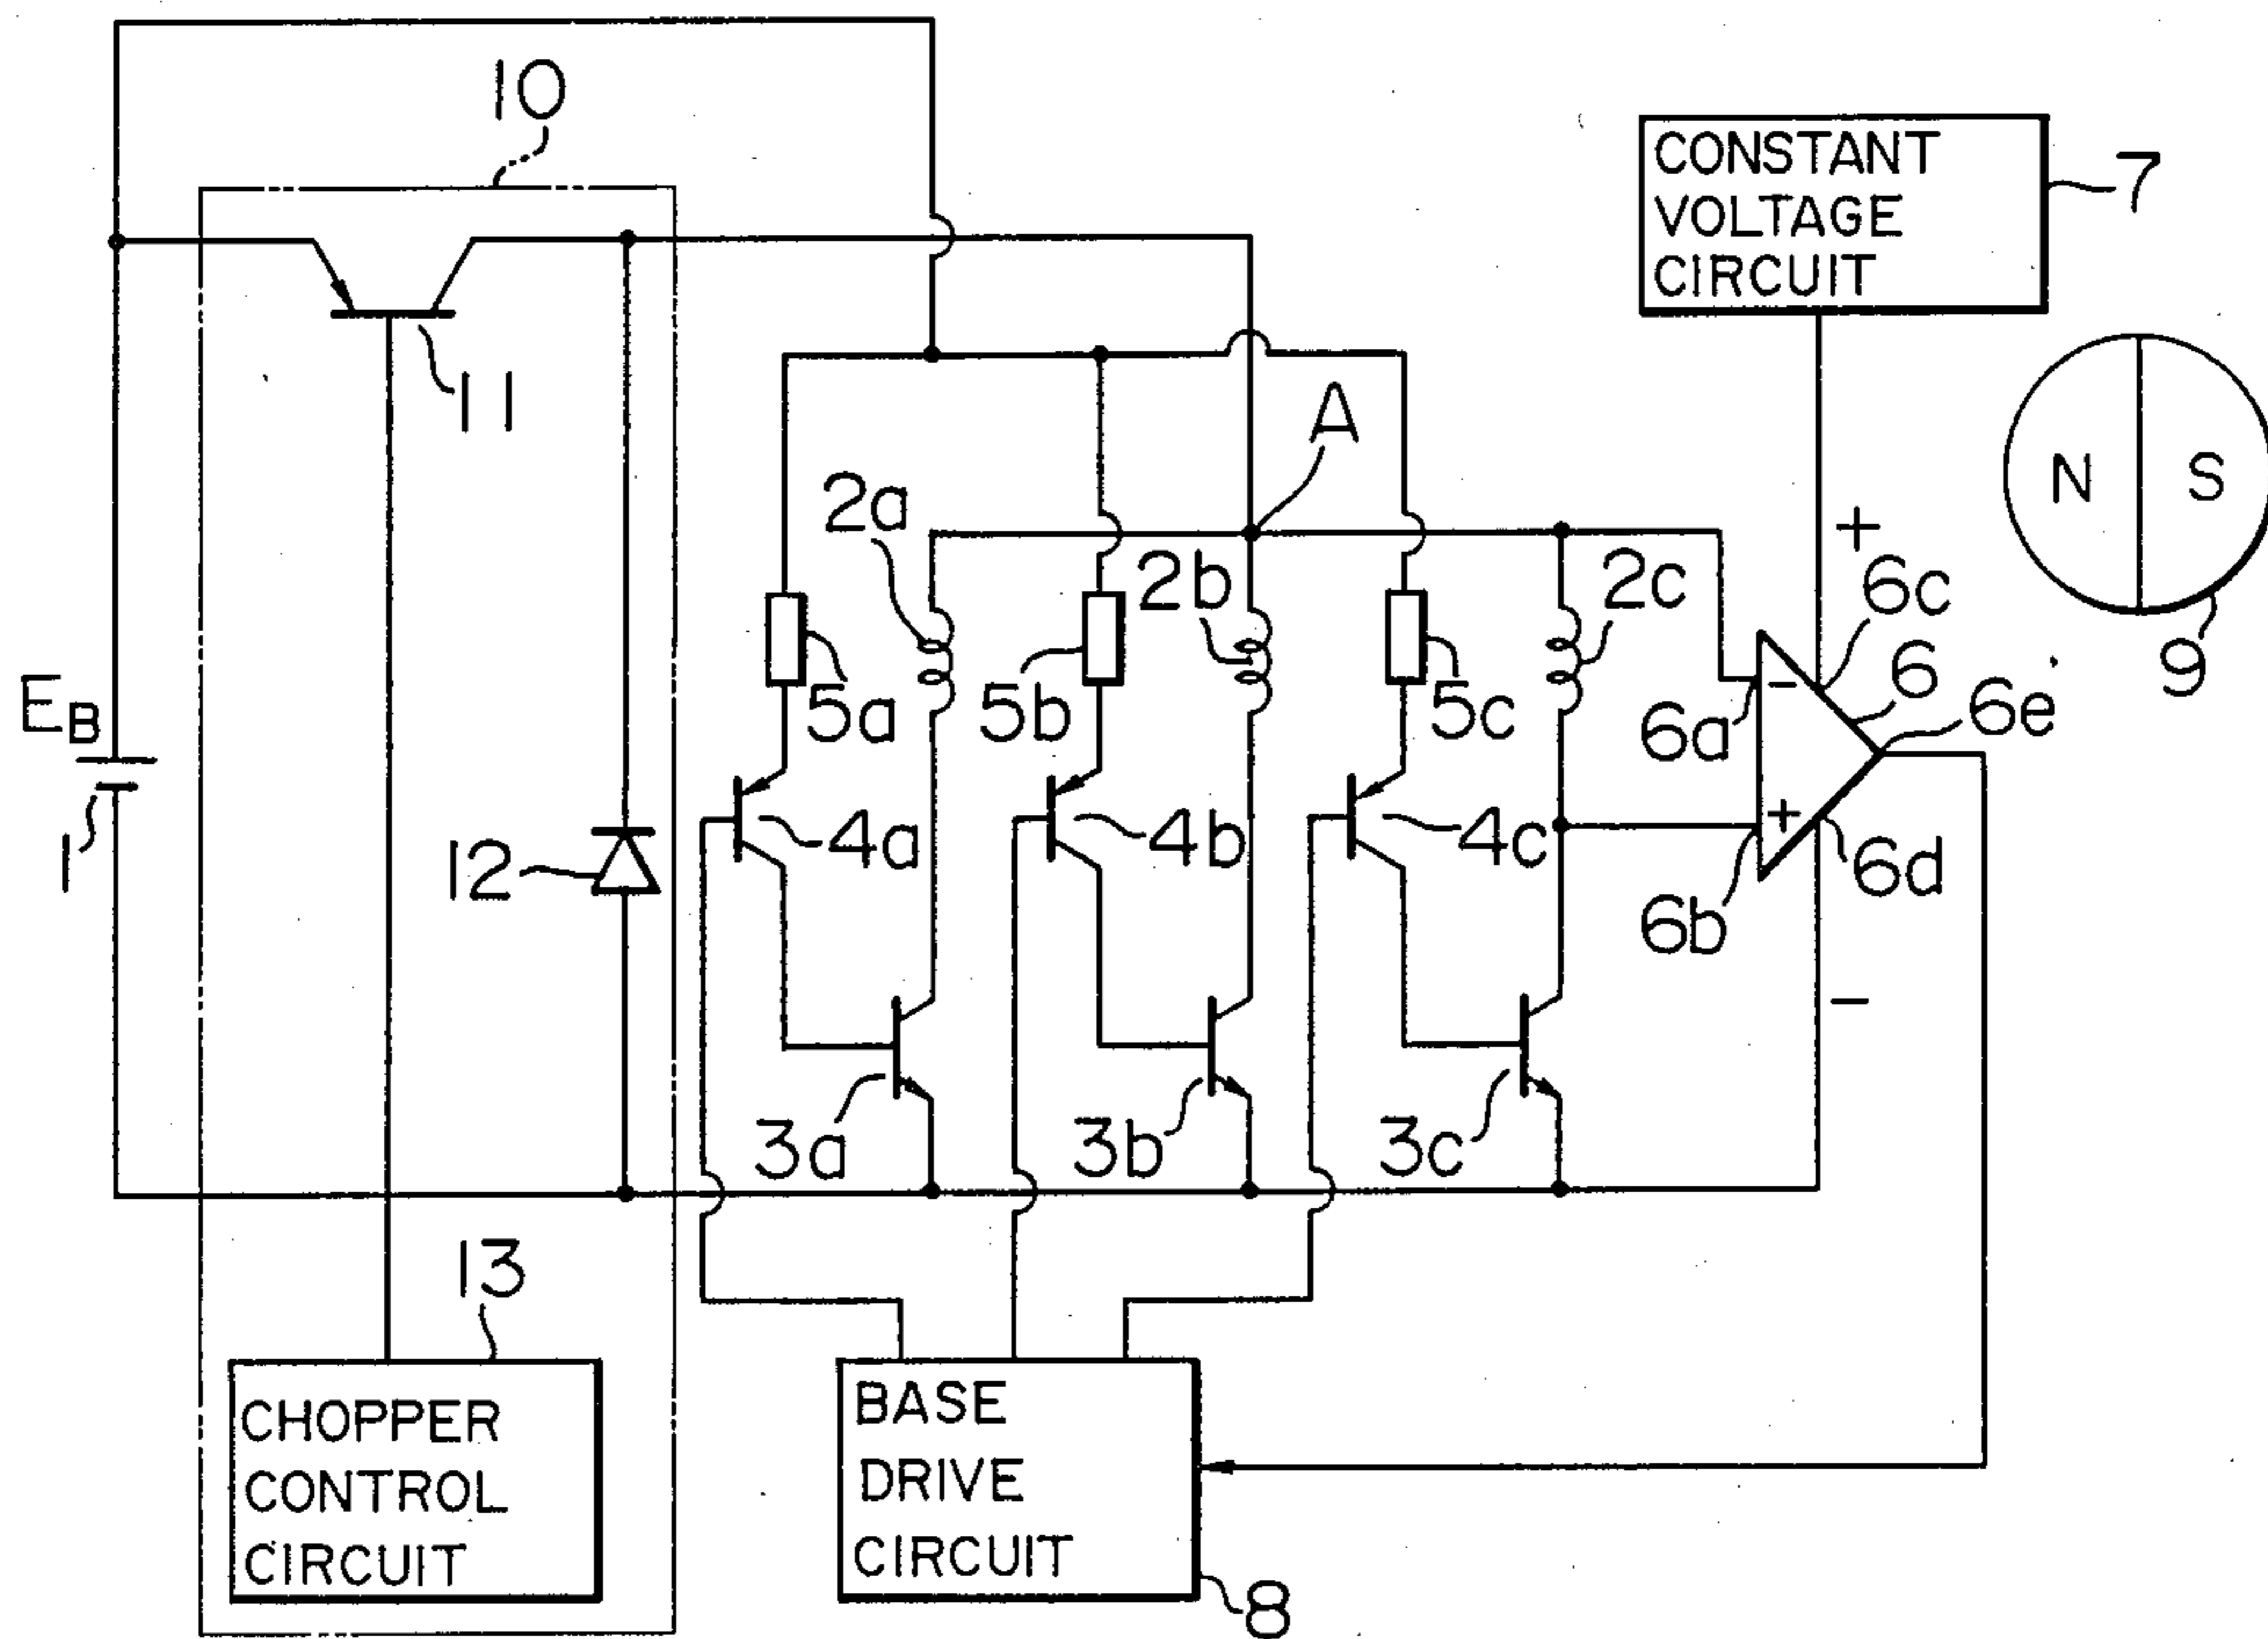 10
CONSTANT
VOLTAGE
CIRCUIT
7
11
A
N S
2a
2b
2c
+
6c
6
6e
9
EB
5a
5b
5c
6a
-
1
12
4a
4b
4c
+
6b
6d
-
3a
3b
3c
13
CHOPPER
CONTROL
CIRCUIT
BASE
DRIVE
CIRCUIT
8